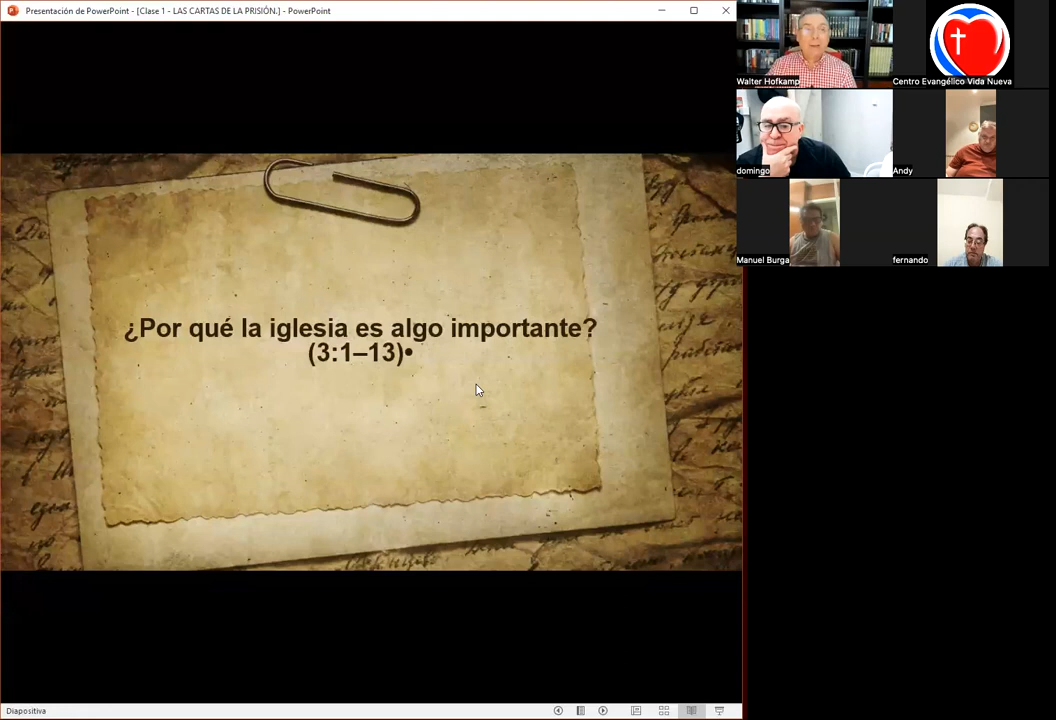 Presentación de PowerPoint - [Clase 1 - LAS CARTAS DE LA PRISIÓN.] - PowerPoint
¿Por qué la iglesia es algo importante?
(3:1–13)•
Walter Hofkamp
Centro Evangélico Vida Nueva
domingo
Andy
Manuel Burga
fernando
Diapositiva